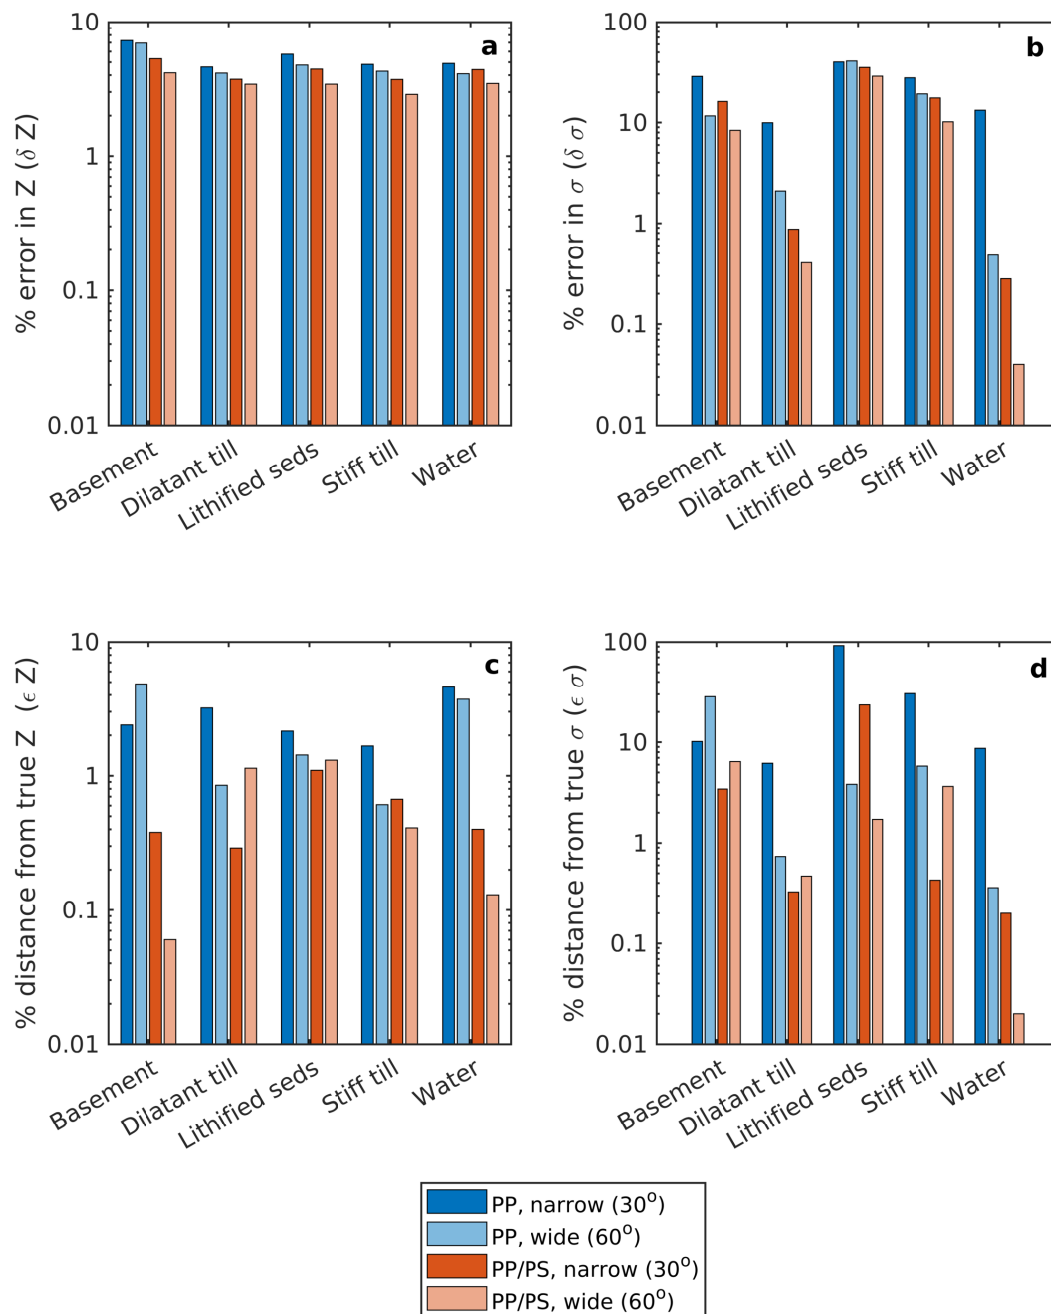 a
10
1
0.1
0.01
% error in Z (δ Z)
Basement
Dilatant till
Lithified seds
Stiff till
Water
b
100
10
1
0.1
0.01
% error in σ (δ σ)
Basement
Dilatant till
Lithified seds
Stiff till
Water
c
10
1
0.1
0.01
% distance from true Z (ϵ Z)
Basement
Dilatant till
Lithified seds
Stiff till
Water
d
100
10
1
0.1
0.01
% distance from true σ (ϵ σ)
Basement
Dilatant till
Lithified seds
Stiff till
Water
PP, narrow (30°)
PP, wide (60°)
PP/PS, narrow (30°)
PP/PS, wide (60°)